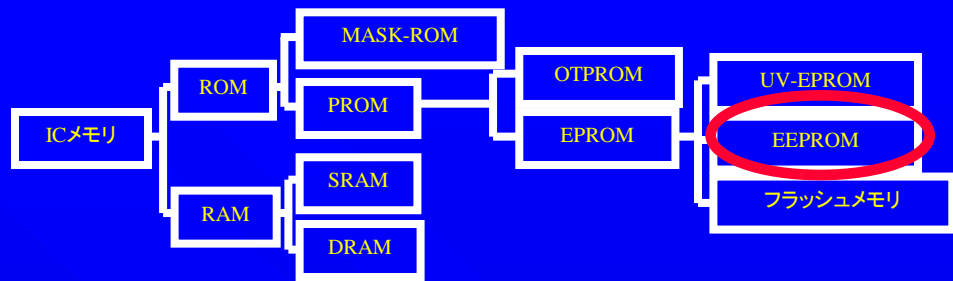 ICメモリ
ROM
RAM
MASK-ROM
PROM
SRAM
DRAM
OTPROM
EPROM
UV-EPROM
EEPROM
フラッシュメモリ